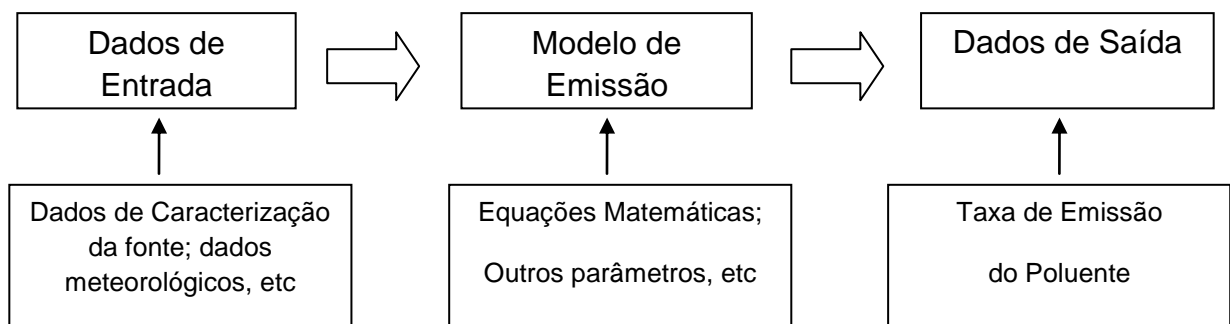 Dados de
Entrada
Modelo de
Emissão
Dados de Saída
Dados de Caracterização
da fonte; dados
meteorológicos, etc
Equações Matemáticas;
Outros parâmetros, etc
Taxa de Emissão
do Poluente